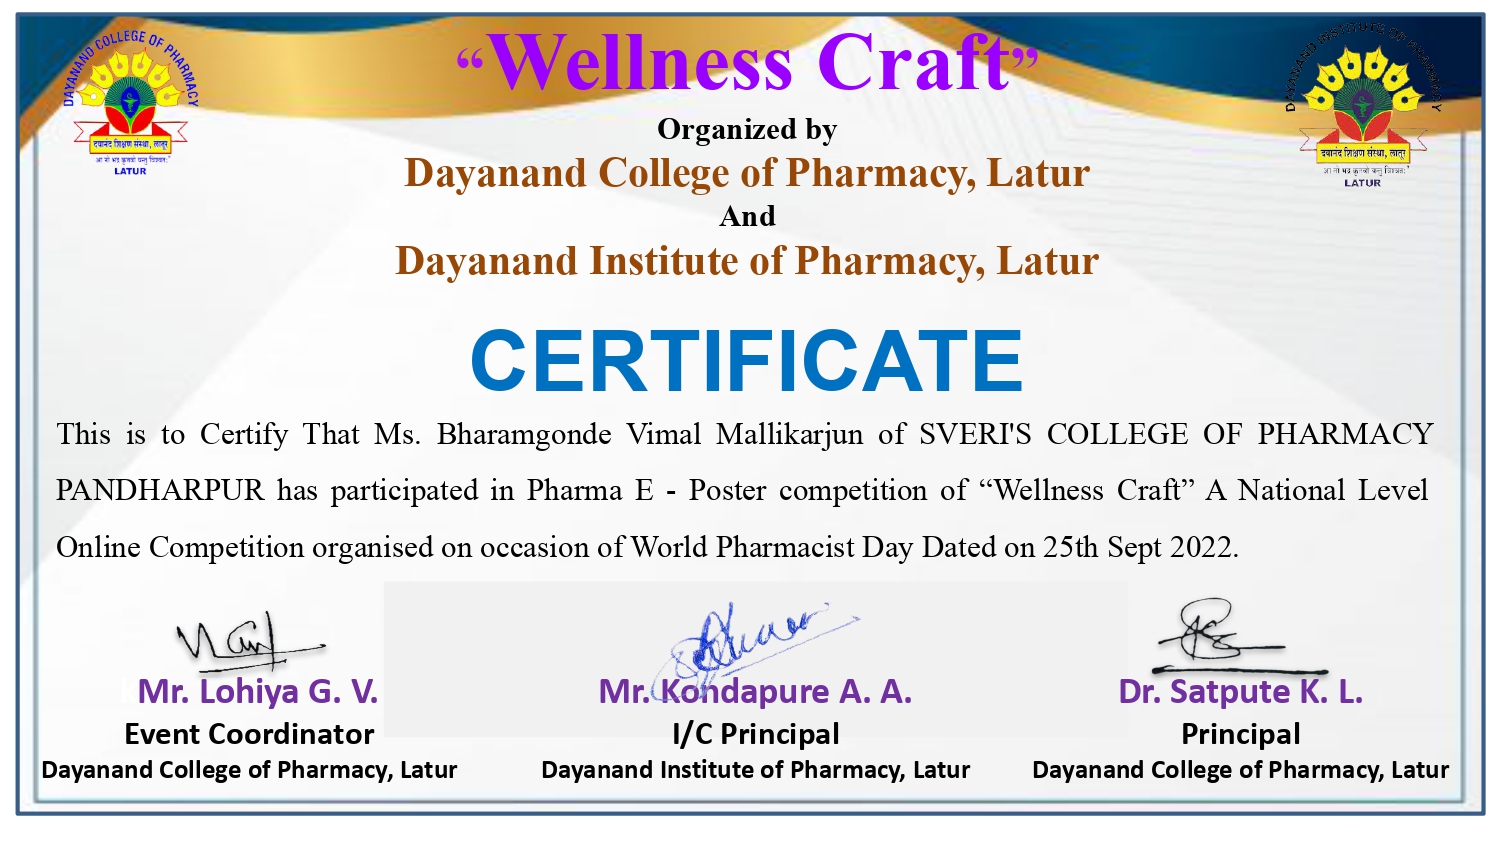 DAYANAND COLLEGE OF PHARMACY
दयानंद शिक्षण संस्था, लातूर
LATUR
DAYANAND INSTITUTE OF PHARMACY
दयानंद शिक्षण संस्था, लातूर
LATUR
“Wellness Craft”
Organized by
Dayanand College of Pharmacy, Latur
And
Dayanand Institute of Pharmacy, Latur
CERTIFICATE
This is to Certify That Ms. Bharamgonde Vimal Mallikarjun of SVERI'S COLLEGE OF PHARMACY
PANDHARPUR has participated in Pharma E - Poster competition of “Wellness Craft” A National Level
Online Competition organised on occasion of World Pharmacist Day Dated on 25th Sept 2022.
Mr. Lohiya G. V.
Event Coordinator
Dayanand College of Pharmacy, Latur
Mr. Kondapure A. A.
I/C Principal
Dayanand Institute of Pharmacy, Latur
Dr. Satpute K. L.
Principal
Dayanand College of Pharmacy, Latur